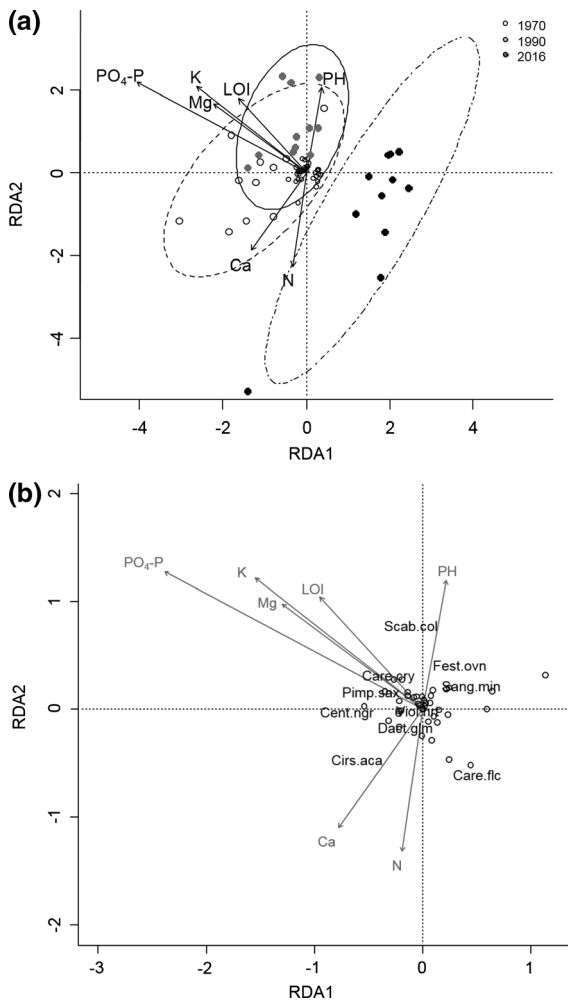 (a)
1970
1990
2016
PO4-P
K
LOI
Mg
PH
Ca
N
RDA2
2
0
-2
-4
-4
-2
0
2
4
RDA1
(b)
2
1
0
-1
-2
RDA2
PO4-P
K
Mg
LOI
PH
Scab.col
Fest.ovn
Care.cry
Sang.min
Pimp.sax
Cent.ngr
Dact.glm
Cirs.aca
Care.flc
Ca
N
-3
-2
-1
0
1
RDA1